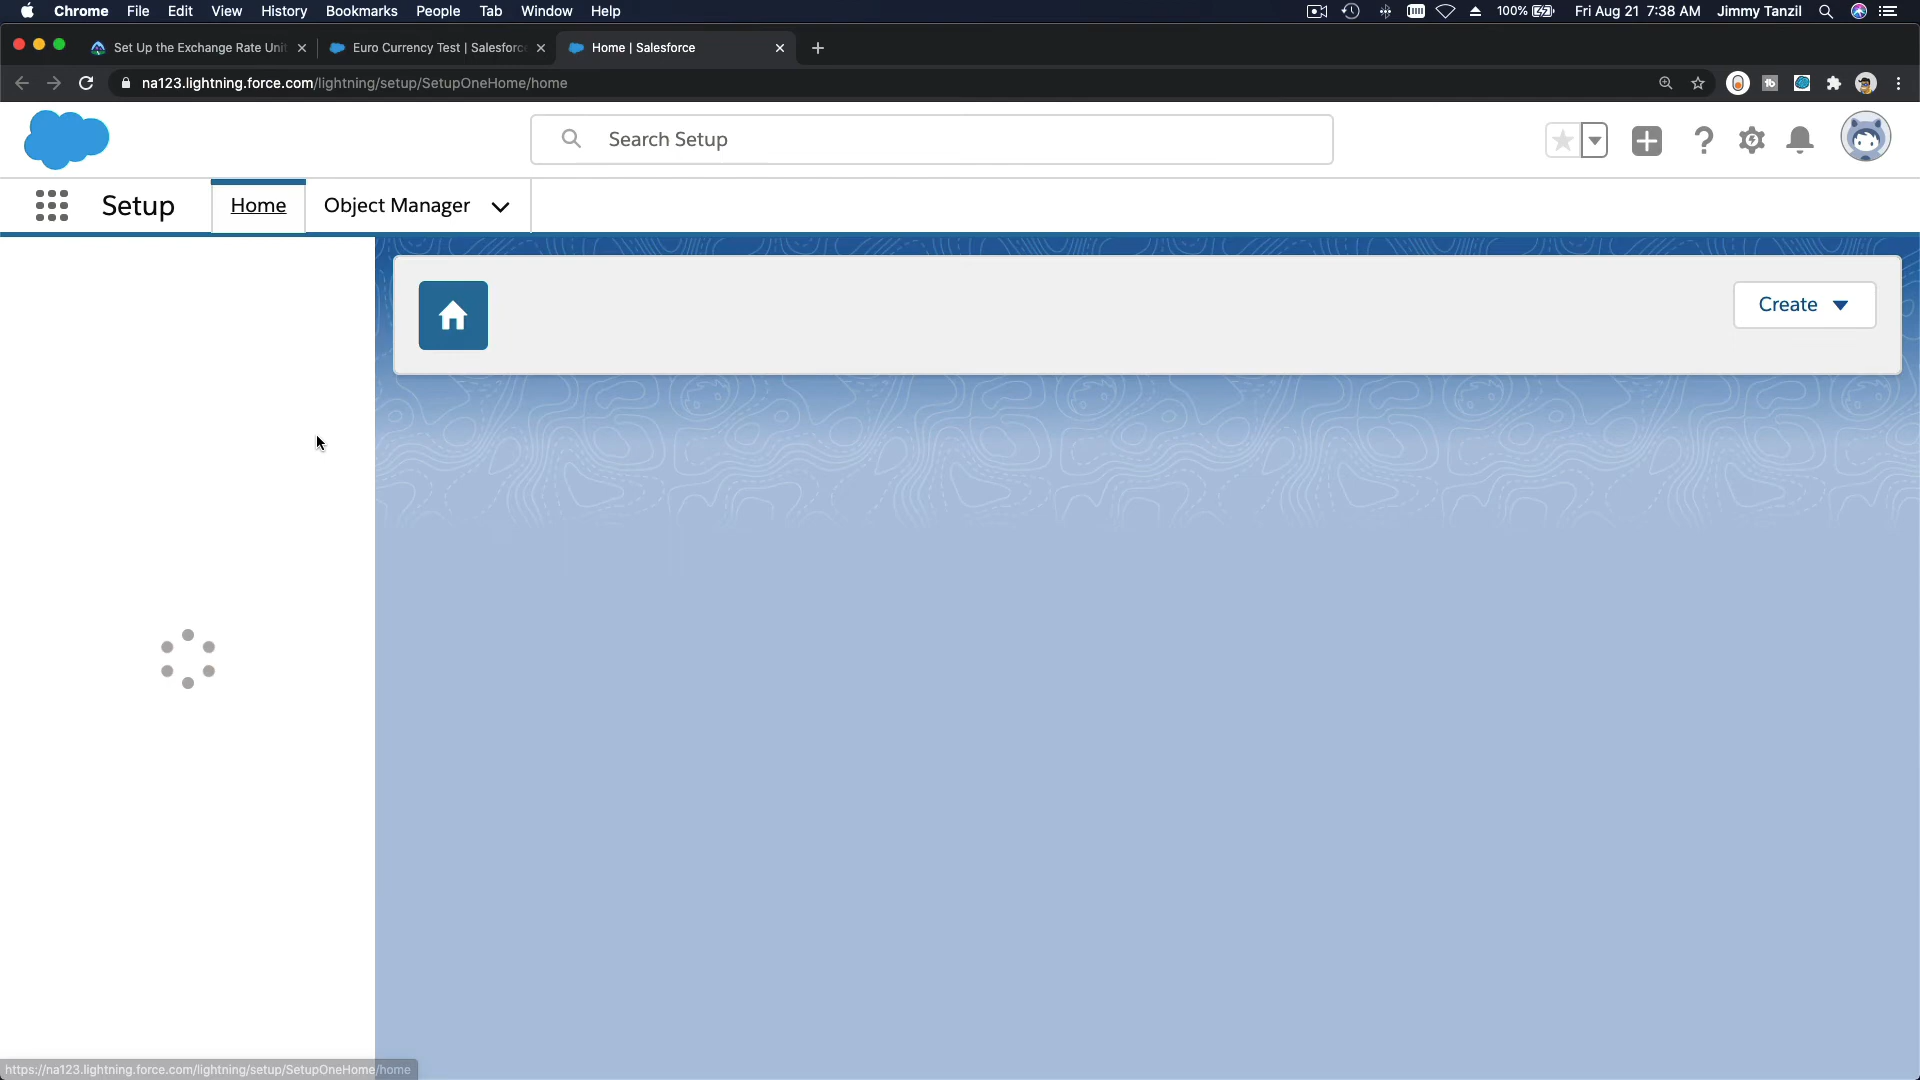 Chrome File Edit View History Bookmarks People Tab Window Help 100% Fri Aug 21 7:38 AM Jimmy Tanzil
Set Up the Exchange Rate Unit Euro Currency Test | Salesforce Home | Salesforce
na123.lightning.force.com/lightning/setup/SetupOneHome/home
Search Setup
Setup Home Object Manager
Create
https://na123.lightning.force.com/lightning/setup/SetupOneHome/home